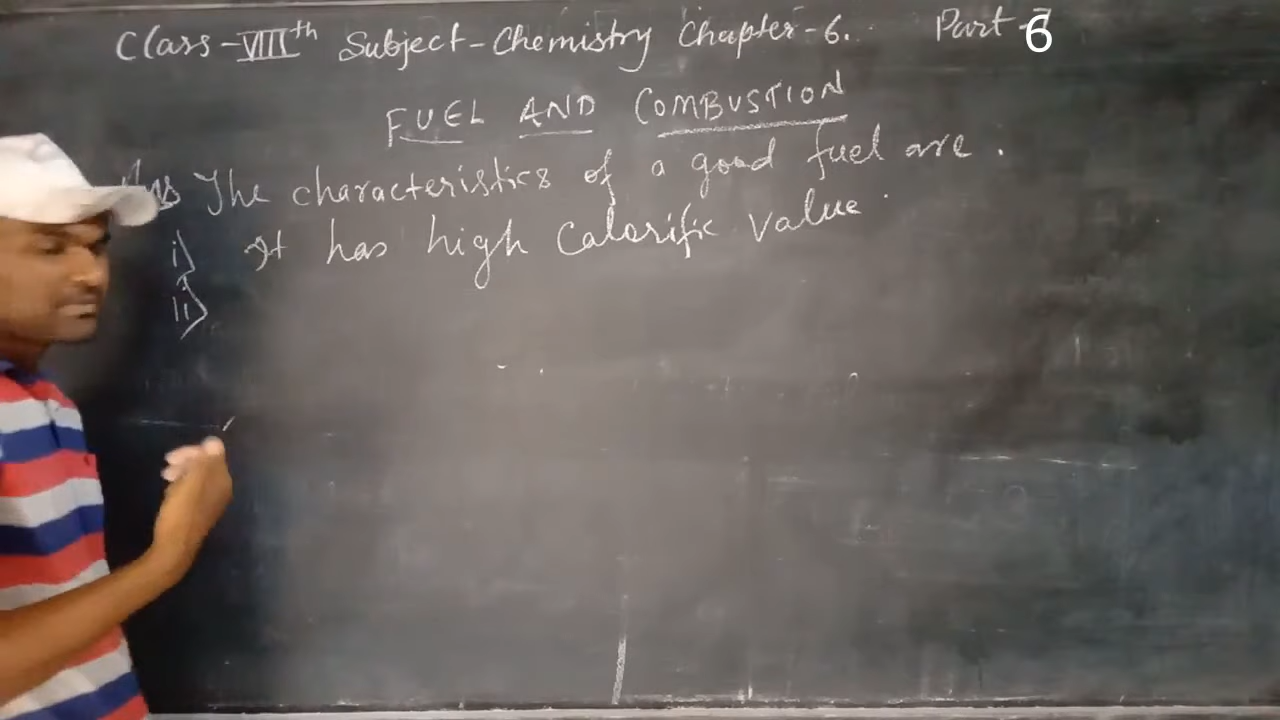 Class-VIIIth Subject-Chemistry Chapter-6. Part-6
FUEL AND COMBUSTION
Ans The characteristics of a good fuel are.
i) It has high Calorific Value.
ii)